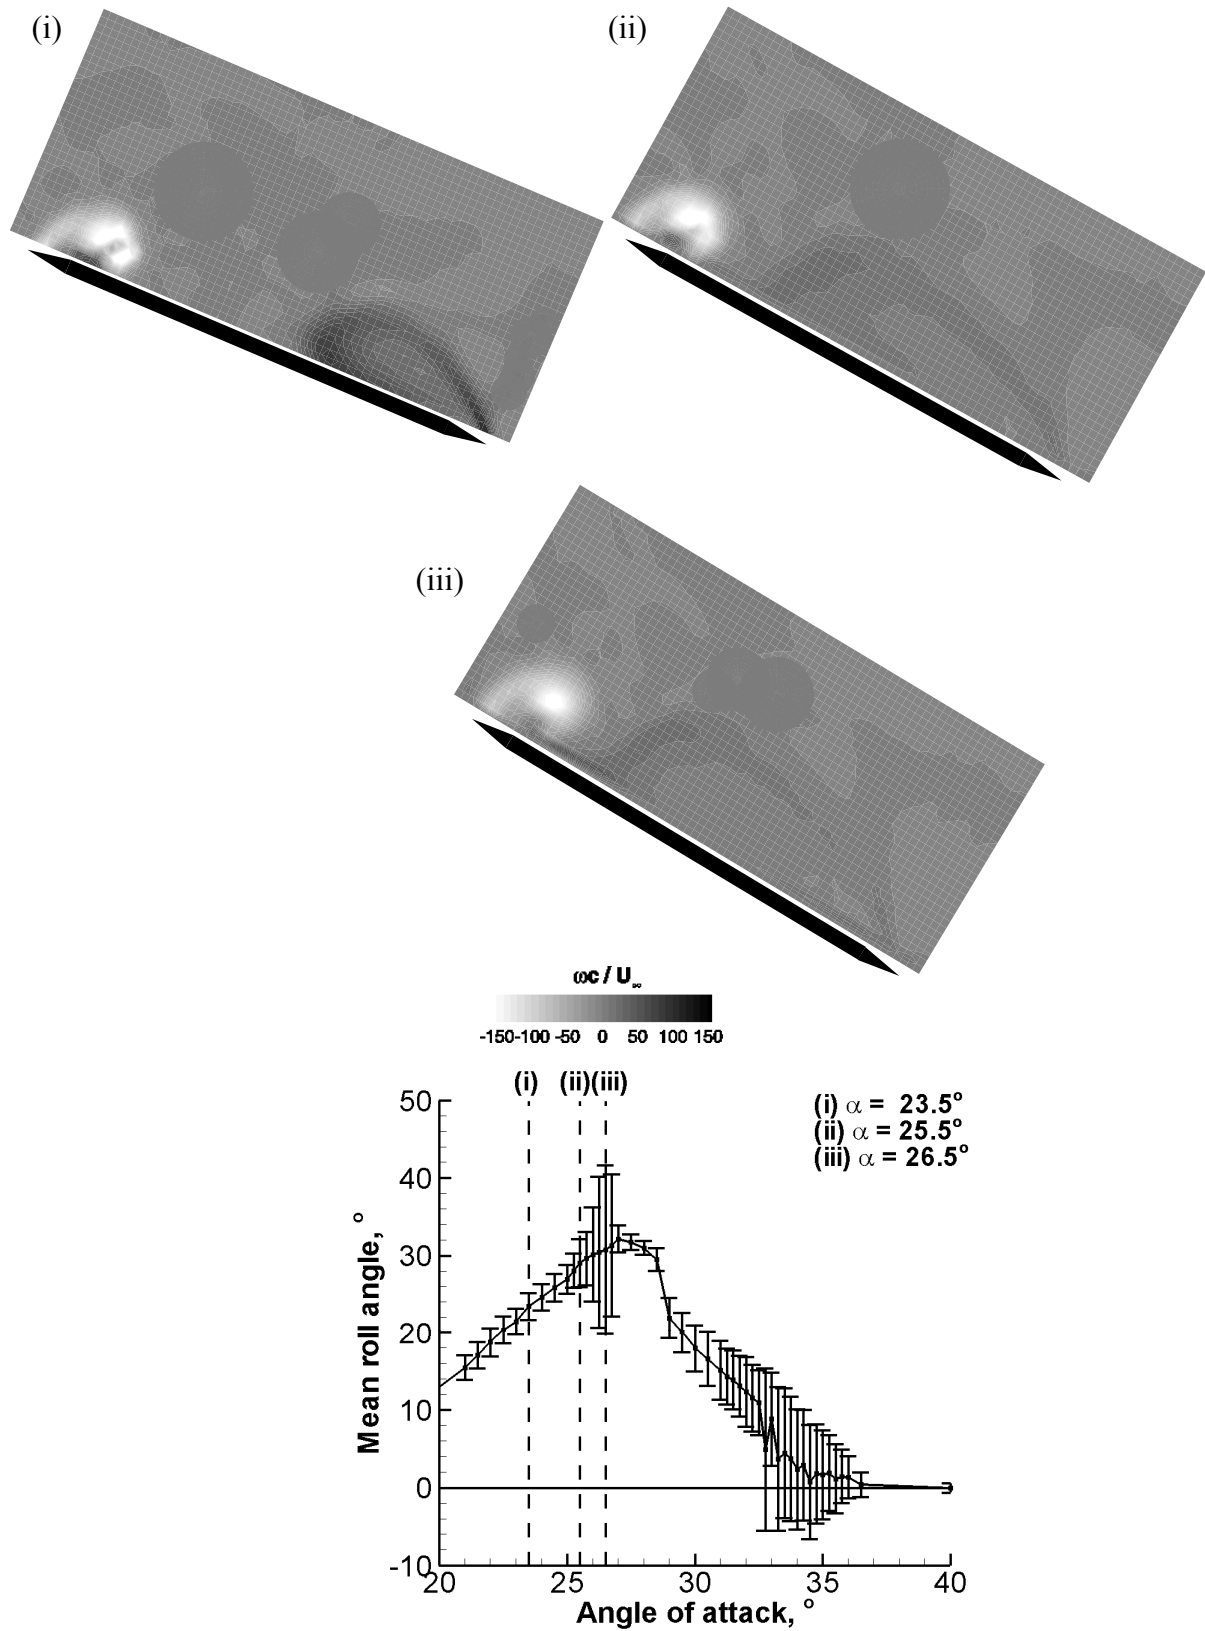 (i)
(ii)
(iii)
ωc / U∞
-150 -100 -50 0 50 100 150
(i) (ii) (iii)
(i) α = 23.5°
(ii) α = 25.5°
(iii) α = 26.5°
50
40
30
20
10
0
-10
Mean roll angle, °
20 25 30 35 40
Angle of attack, °